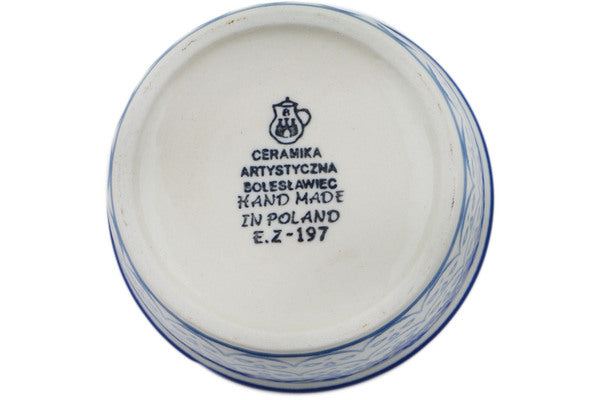 B
CERAMIKA
ARTYSTYCZNA
BOLESŁAWIEC
HAND MADE
IN POLAND
E.Z-197